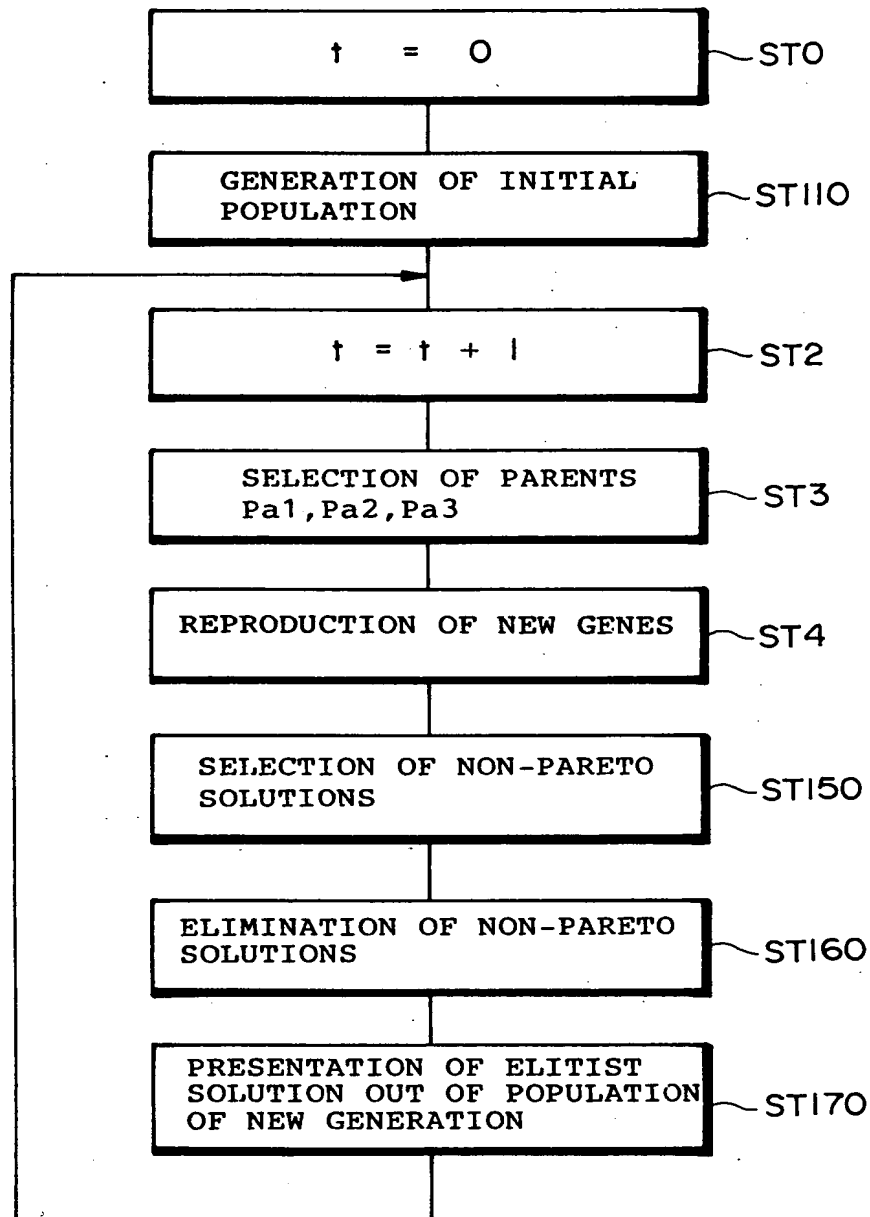 t = 0
ST0
GENERATION OF INITIAL
POPULATION
ST110
t = t + 1
ST2
SELECTION OF PARENTS
Pa1,Pa2,Pa3
ST3
REPRODUCTION OF NEW GENES
ST4
SELECTION OF NON-PARETO
SOLUTIONS
ST150
ELIMINATION OF NON-PARETO
SOLUTIONS
ST160
PRESENTATION OF ELITIST
SOLUTION OUT OF POPULATION
OF NEW GENERATION
ST170